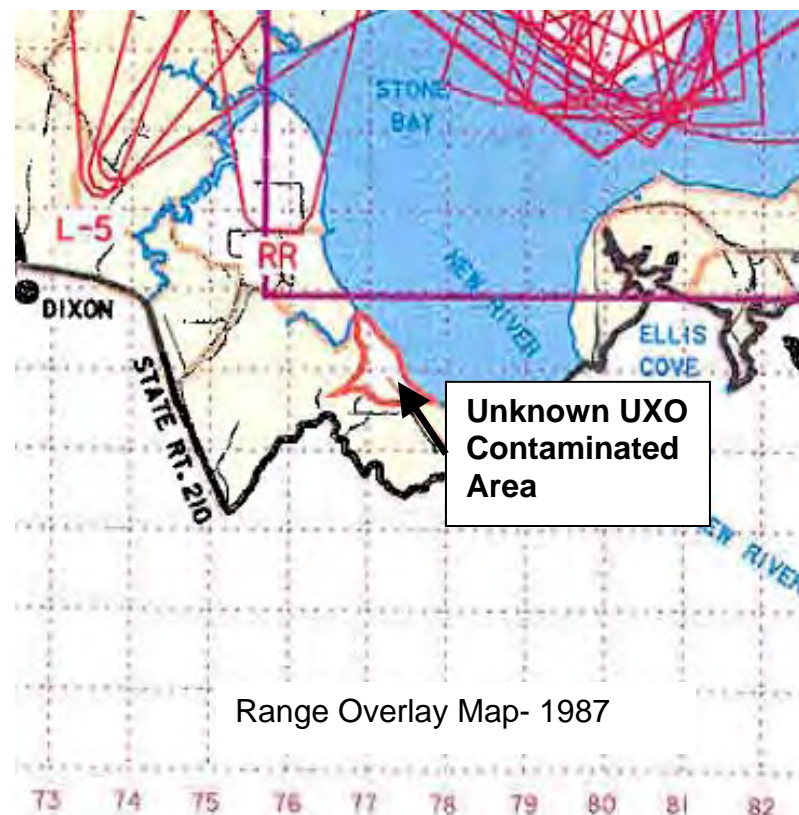 STONE
BAY
L-5
RR
NEW RIVER
DIXON
ELLIS
COVE
STATE RT. 210
Unknown UXO
Contaminated
Area
EW RIVER
Range Overlay Map- 1987
73 74 75 76 77 78 79 80 81 82